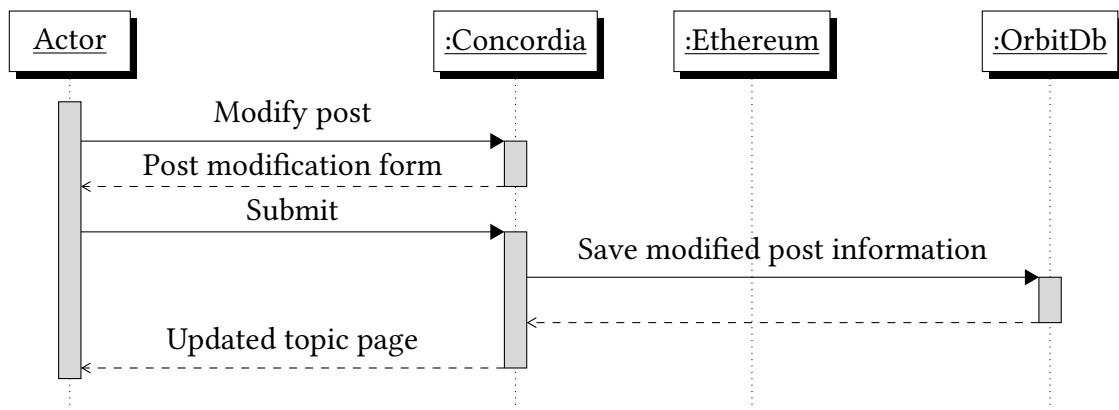 Actor
:Concordia
:Ethereum
:OrbitDb
Modify post
Post modification form
Submit
Save modified post information
Updated topic page